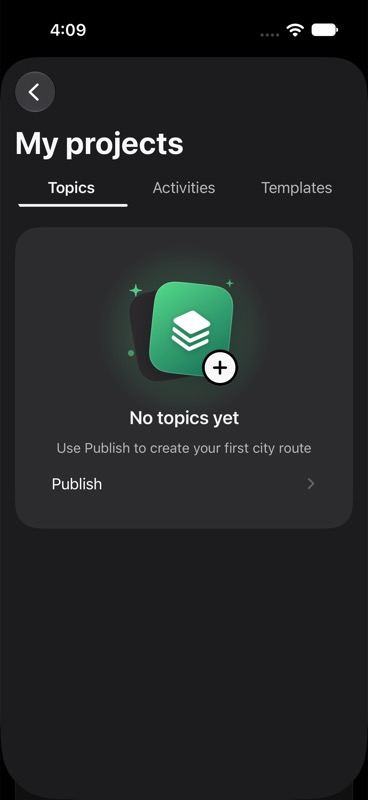 4:09
My projects
Topics Activities Templates
No topics yet
Use Publish to create your first city route
Publish